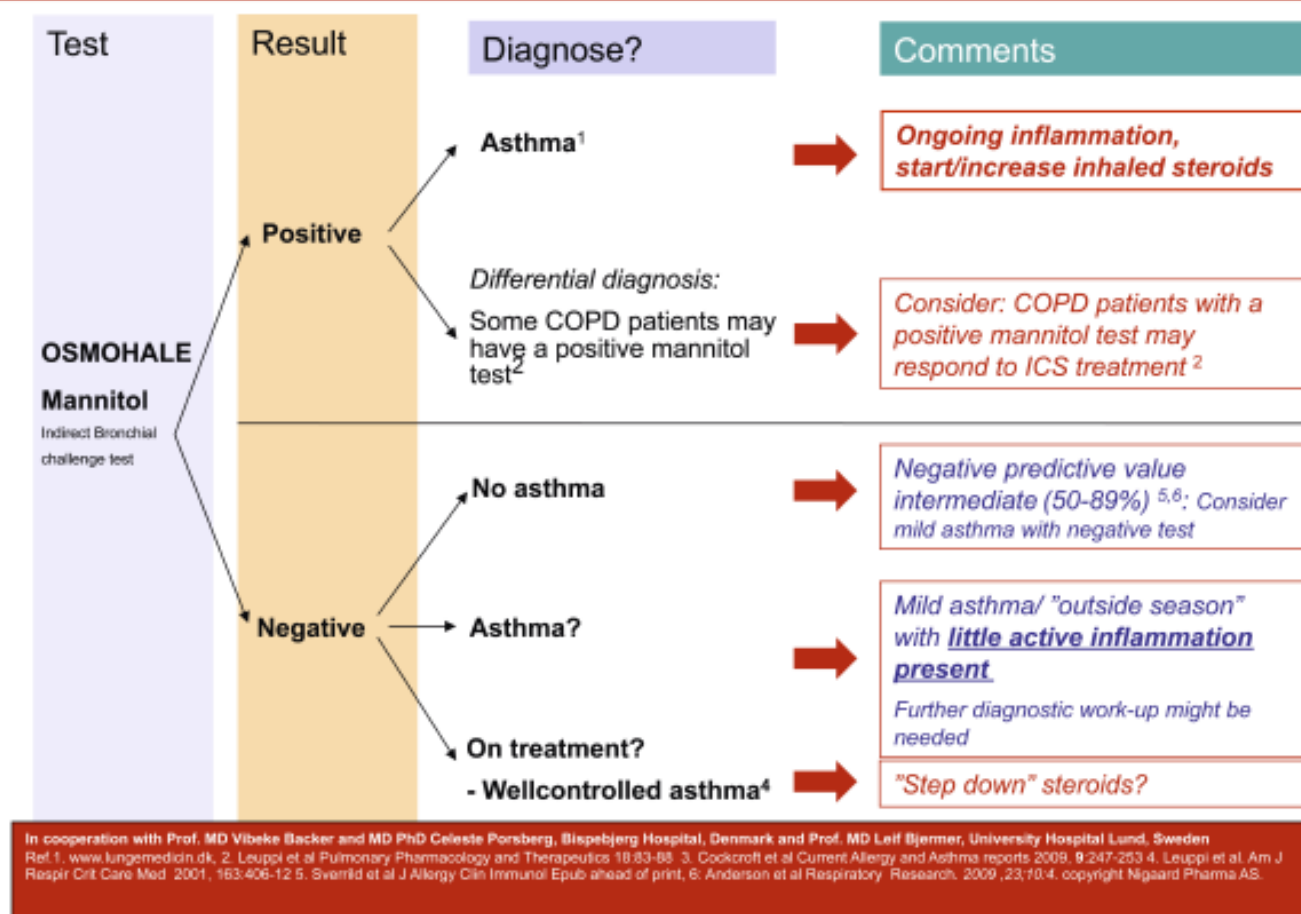 Test
Result
Diagnose?
Comments
Asthma1
Ongoing inflammation,
start/increase inhaled steroids
Positive
Differential diagnosis:
Some COPD patients may
have a positive mannitol
test2
Consider: COPD patients with a
positive mannitol test may
respond to ICS treatment 2
OSMOHALE
Mannitol
Indirect Bronchial
challenge test
No asthma
Negative predictive value
intermediate (50-89%) 5,6: Consider
mild asthma with negative test
Negative
Asthma?
Mild asthma/ "outside season"
with little active inflammation
present
Further diagnostic work-up might be
needed
On treatment?
- Wellcontrolled asthma4
"Step down" steroids?
In cooperation with Prof. MD Vibeke Backer and MD PhD Celeste Porsberg, Bispebjerg Hospital, Denmark and Prof. MD Leif Bjermer, University Hospital Lund, Sweden
Ref.1. www.lungemedicin.dk, 2. Leuppi et al Pulmonary Pharmacology and Therapeutics 18:83-88 3. Cockcroft et al Current Allergy and Asthma reports 2009, 9:247-253 4. Leuppi et al. Am J
Respir Crit Care Med 2001, 163:406-12 5. Sverrild et al J Allergy Clin Immunol Epub ahead of print, 6: Anderson et al Respiratory Research. 2009 ,23;10:4. copyright Nigaard Pharma AS.